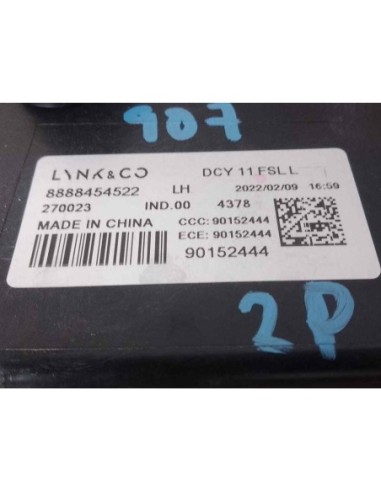 907
LYNK&CO DCY 11 FSL L
8888454522 LH 2022/02/09 16:59
270023 IND.00 4378
MADE IN CHINA CCC: 90152444
ECE: 90152444
90152444
2P